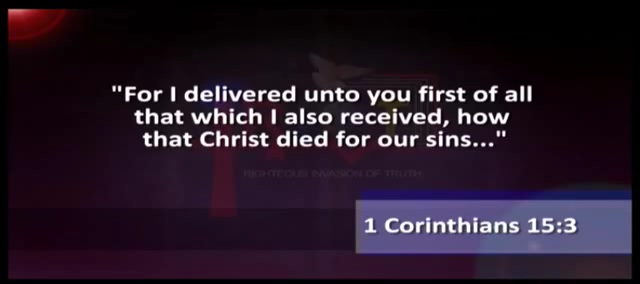 "For I delivered unto you first of all
that which I also received, how
that Christ died for our sins..."
RIGHTEOUS INVASION OF TRUTH
1 Corinthians 15:3